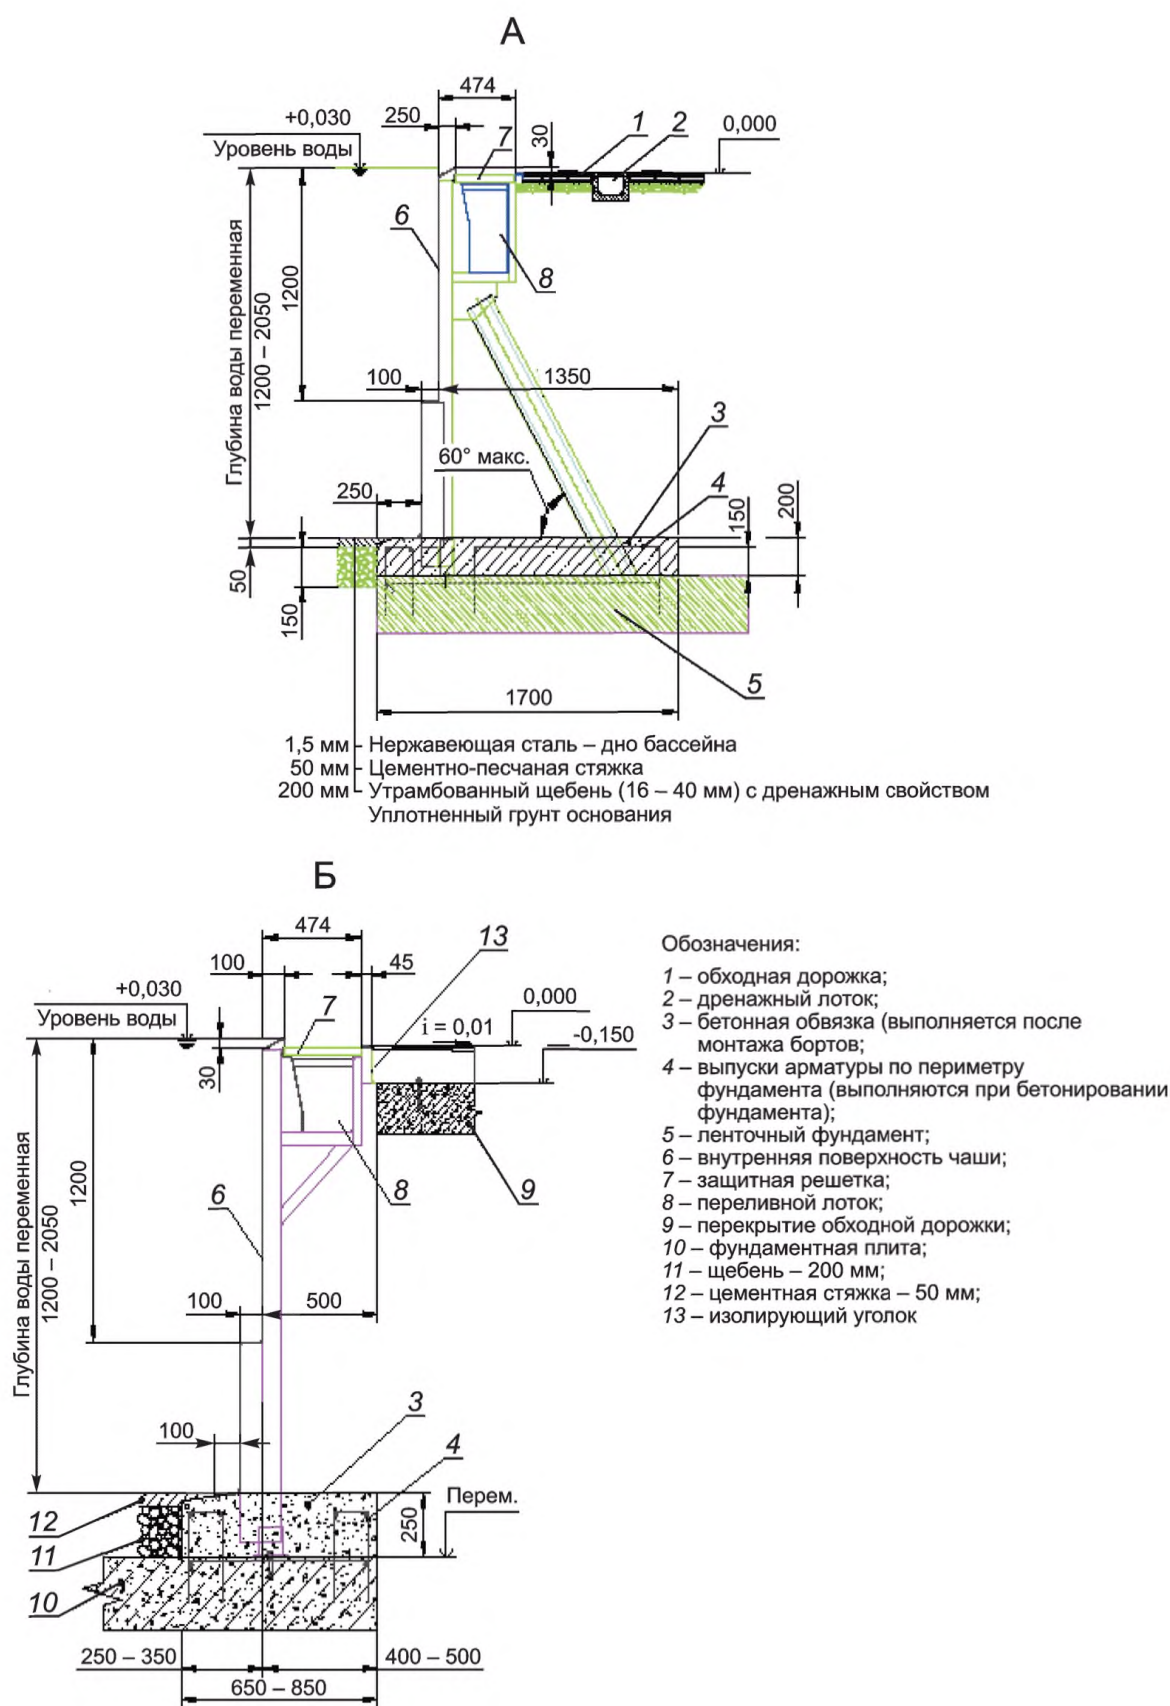 А
474
+0,030
250
Уровень воды
7
30
1
2
0,000
6
8
Глубина воды переменная
1200 – 2050
1200
100
1350
3
60° макс.
4
250
150
200
50
150
5
1700
1,5 мм – Нержавеющая сталь – дно бассейна
50 мм – Цементно-песчаная стяжка
200 мм – Утрамбованный щебень (16 – 40 мм) с дренажным свойством
Уплотненный грунт основания
Б
474
13
100
45
+0,030
Уровень воды
7
0,000
i = 0,01
-0,150
30
Глубина воды переменная
1200 – 2050
1200
6
8
9
100
500
3
100
4
Перем.
12
250
11
10
250 – 350
400 – 500
650 – 850
Обозначения:
1 – обходная дорожка;
2 – дренажный лоток;
3 – бетонная обвязка (выполняется после
монтажа бортов;
4 – выпуски арматуры по периметру
фундамента (выполняются при бетонировании
фундамента);
5 – ленточный фундамент;
6 – внутренняя поверхность чаши;
7 – защитная решетка;
8 – переливной лоток;
9 – перекрытие обходной дорожки;
10 – фундаментная плита;
11 – щебень – 200 мм;
12 – цементная стяжка – 50 мм;
13 – изолирующий уголок